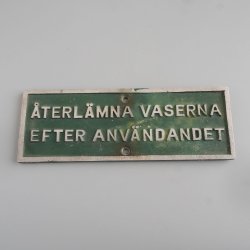 ÅTERLÄMNA VASERNA
EFTER ANVÄNDANDET